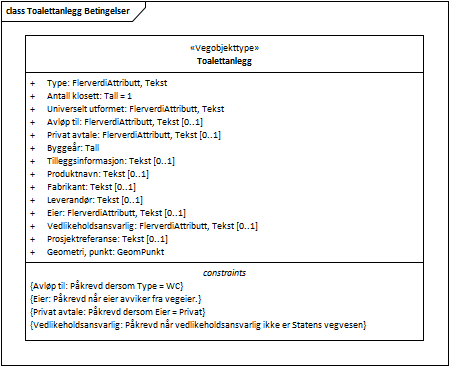 class Toalettanlegg Betingelser
«Vegobjekttype»
Toalettanlegg
+ Type: FlerverdiAttributt, Tekst
+ Antall klosett: Tall = 1
+ Universelt utformet: FlerverdiAttributt, Tekst
+ Avløp til: FlerverdiAttributt, Tekst [0..1]
+ Privat avtale: FlerverdiAttributt, Tekst [0..1]
+ Byggeår: Tall
+ Tilleggsinformasjon: Tekst [0..1]
+ Produktnavn: Tekst [0..1]
+ Fabrikant: Tekst [0..1]
+ Leverandør: Tekst [0..1]
+ Eier: FlerverdiAttributt, Tekst [0..1]
+ Vedlikeholdsansvarlig: FlerverdiAttributt, Tekst [0..1]
+ Prosjektreferanse: Tekst [0..1]
+ Geometri, punkt: GeomPunkt
constraints
{Avløp til: Påkrevd dersom Type = WC}
{Eier: Påkrevd når eier avviker fra vegeier.}
{Privat avtale: Påkrevd dersom Eier = Privat}
{Vedlikeholdsansvarlig: Påkrevd når vedlikeholdsansvarlig ikke er Statens vegvesen}